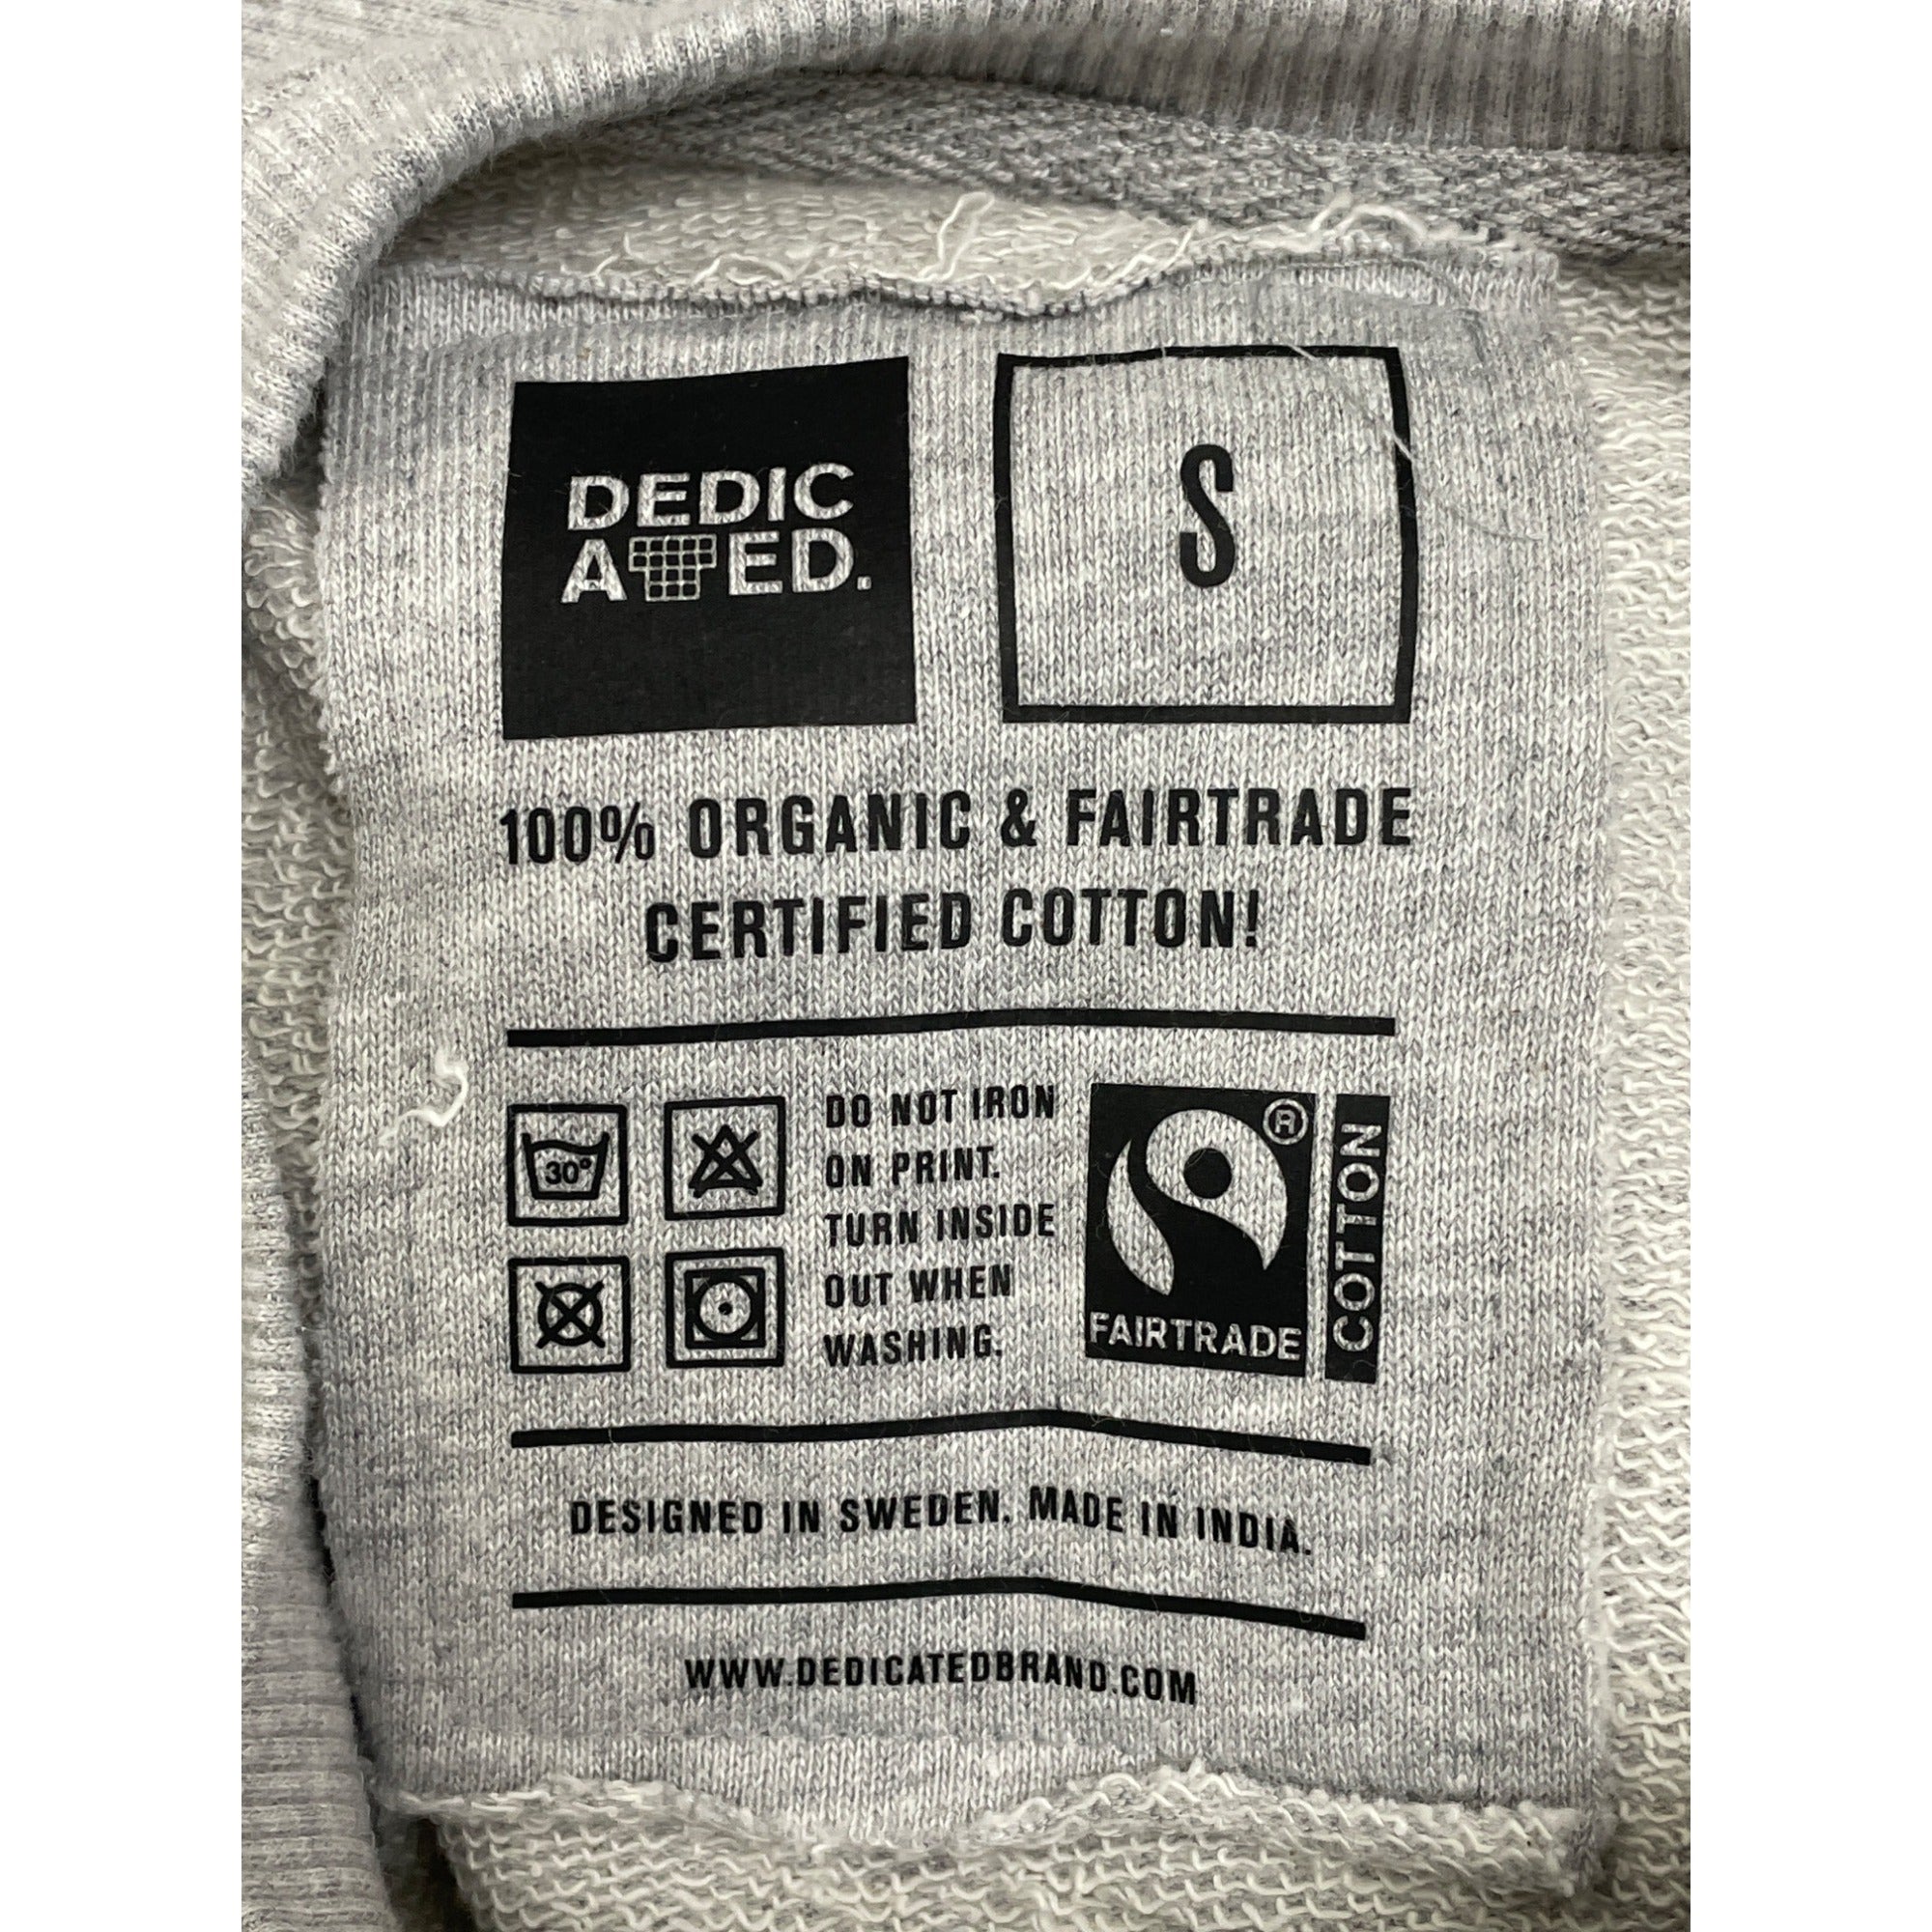 DEDIC
ATED.
S
100% ORGANIC & FAIRTRADE
CERTIFIED COTTON!
30°
DO NOT IRON
ON PRINT.
TURN INSIDE
OUT WHEN
WASHING.
®
FAIRTRADE
COTTON
DESIGNED IN SWEDEN. MADE IN INDIA.
WWW.DEDICATEDBRAND.COM